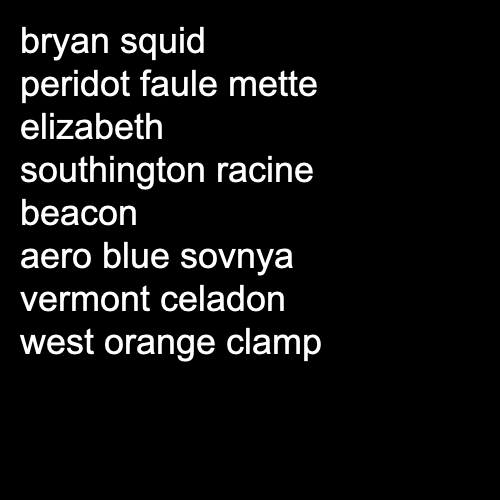 bryan squid
peridot faule mette
elizabeth
southington racine
beacon
aero blue sovnya
vermont celadon
west orange clamp